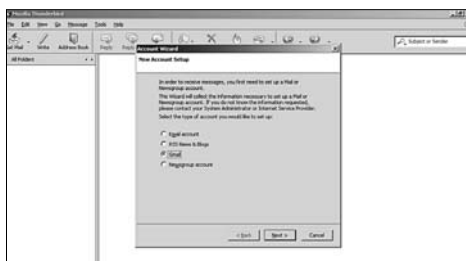 Mozilla Thunderbird
File Edit View Go Message Tools Help
Get Mail Write Address Book Reply
Subject or Sender
All Folders
Account Wizard
New Account Setup
In order to receive messages, you first need to set up a Mail or
Newsgroup account.
This Wizard will collect the information necessary to set up a Mail or
Newsgroup account. If you do not know the information requested,
please contact your System Administrator or Internet Service Provider.
Select the type of account you would like to set up:
Email account
RSS News & Blogs
Gmail
Newsgroup account
< Back Next > Cancel